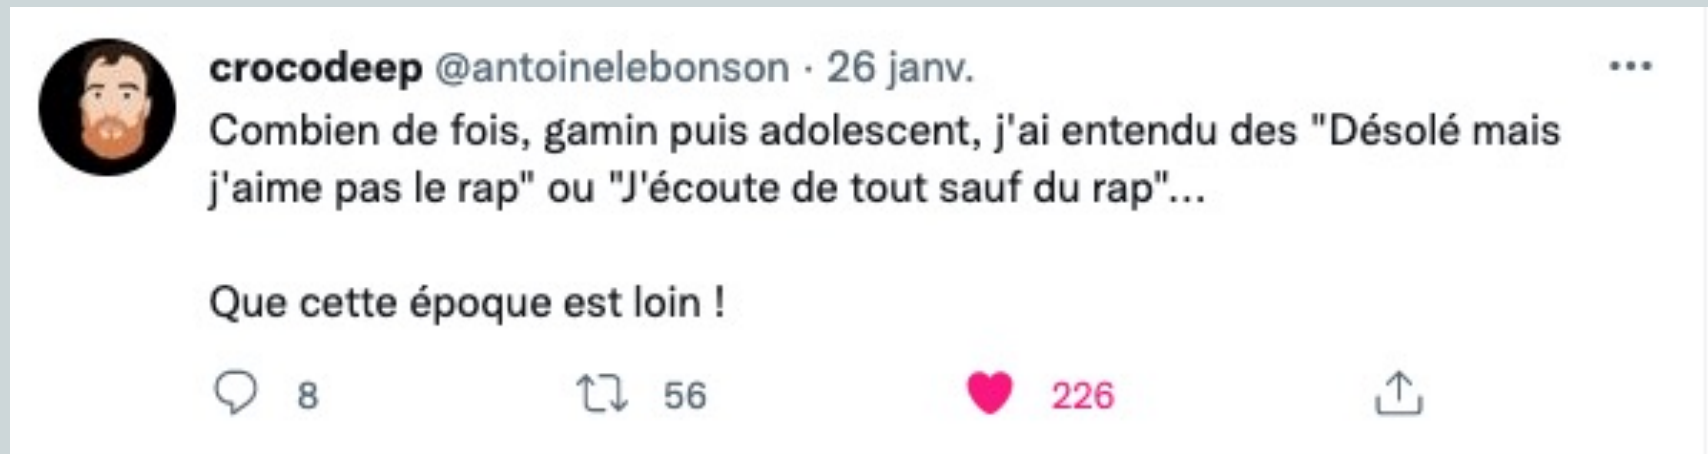 crocodeep @antoinelebonson · 26 janv.
Combien de fois, gamin puis adolescent, j'ai entendu des "Désolé mais
j'aime pas le rap" ou "J'écoute de tout sauf du rap"...
Que cette époque est loin !
8 56 226